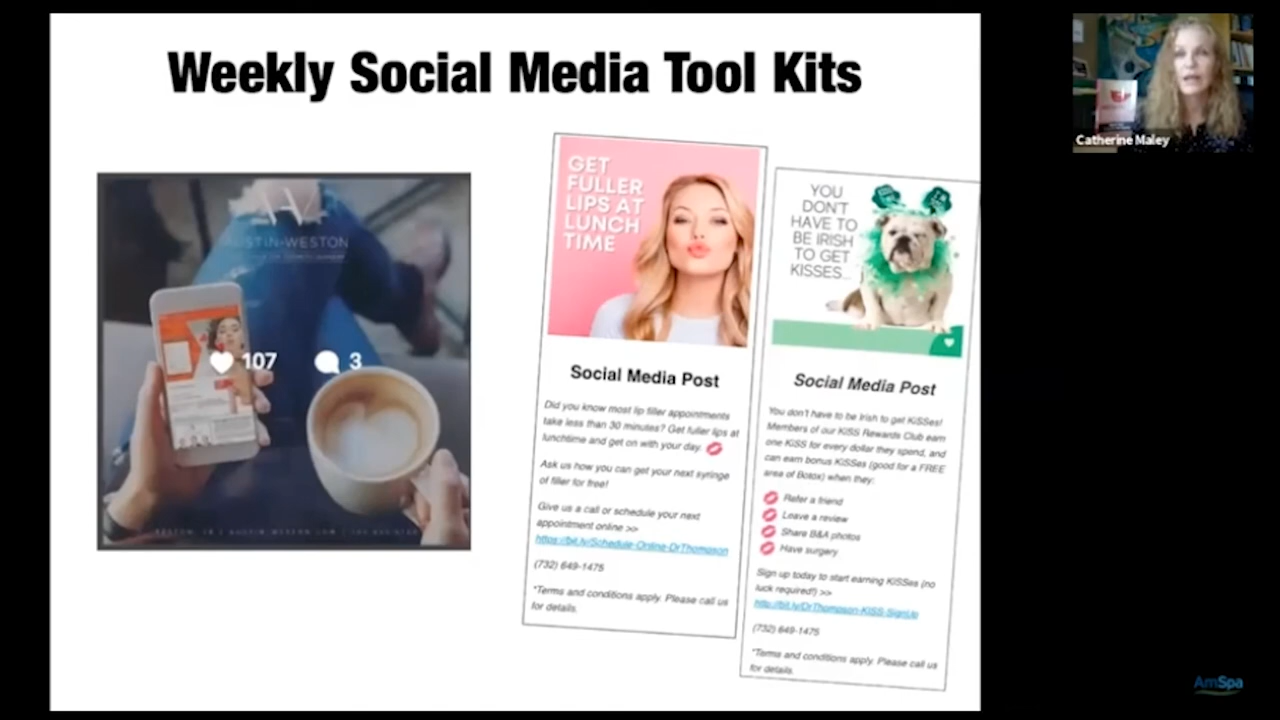 Weekly Social Media Tool Kits
AUSTIN-WESTON
107
3
GET
FULLER
LIPS AT
LUNCH
TIME
Social Media Post
Did you know most lip filler appointments
take less than 30 minutes? Get fuller lips at
lunchtime and get on with your day.
Ask us how you can get your next syringe
of filler for free!
Give us a call or schedule your next
appointment online >>
https://bit.ly/Schedule-Online-DrThompson
(732) 649-1475
*Terms and conditions apply. Please call us
for details.
YOU
DON'T
HAVE TO
BE IRISH
TO GET
KISSES...
Social Media Post
You don't have to be Irish to get KiSSes!
Members of our KiSS Rewards Club earn
one KiSS for every dollar they spend, and
can earn bonus KiSSes (good for a FREE
area of Botox) when they:
Refer a friend
Leave a review
Share B&A photos
Have surgery
Sign up today to start earning KiSSes (no
luck required!) >>
http://bit.ly/DrThompson-KISS-SignUp
(732) 649-1475
*Terms and conditions apply. Please call us
for details.
Catherine Maley
AmSpa